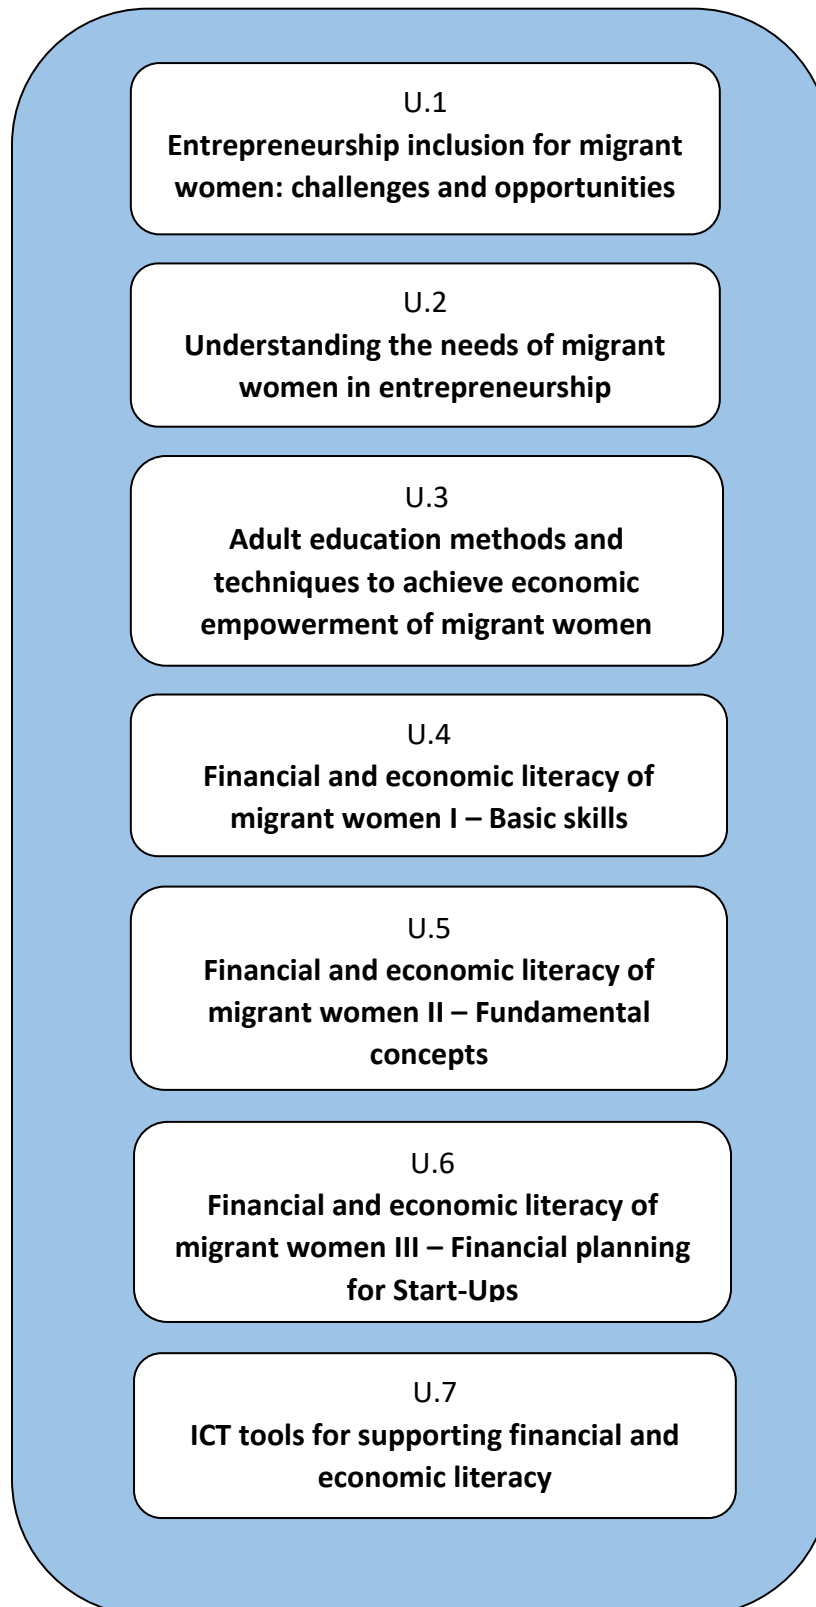 U.1
Entrepreneurship inclusion for migrant
women: challenges and opportunities
U.2
Understanding the needs of migrant
women in entrepreneurship
U.3
Adult education methods and
techniques to achieve economic
empowerment of migrant women
U.4
Financial and economic literacy of
migrant women I – Basic skills
U.5
Financial and economic literacy of
migrant women II – Fundamental
concepts
U.6
Financial and economic literacy of
migrant women III – Financial planning
for Start-Ups
U.7
ICT tools for supporting financial and
economic literacy